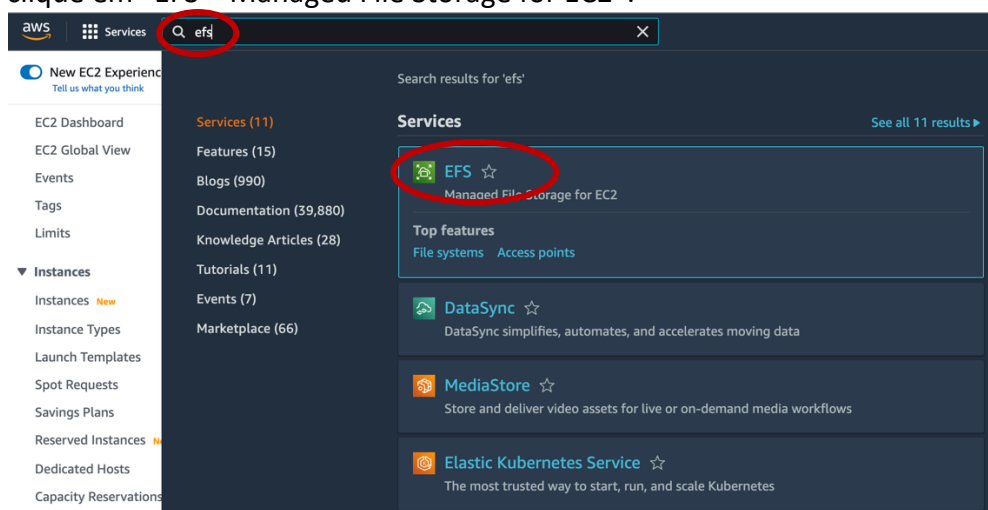 clique em "EFS – Managed File Storage for EC2".
aws
Services
efs
New EC2 Experienc
Tell us what you think
EC2 Dashboard
EC2 Global View
Events
Tags
Limits
Instances
Instances New
Instance Types
Launch Templates
Spot Requests
Savings Plans
Reserved Instances
Dedicated Hosts
Capacity Reservations
Services (11)
Features (15)
Blogs (990)
Documentation (39,880)
Knowledge Articles (28)
Tutorials (11)
Events (7)
Marketplace (66)
Search results for 'efs'
Services
See all 11 results
EFS
Managed File Storage for EC2
Top features
File systems Access points
DataSync
DataSync simplifies, automates, and accelerates moving data
MediaStore
Store and deliver video assets for live or on-demand media workflows
Elastic Kubernetes Service
The most trusted way to start, run, and scale Kubernetes